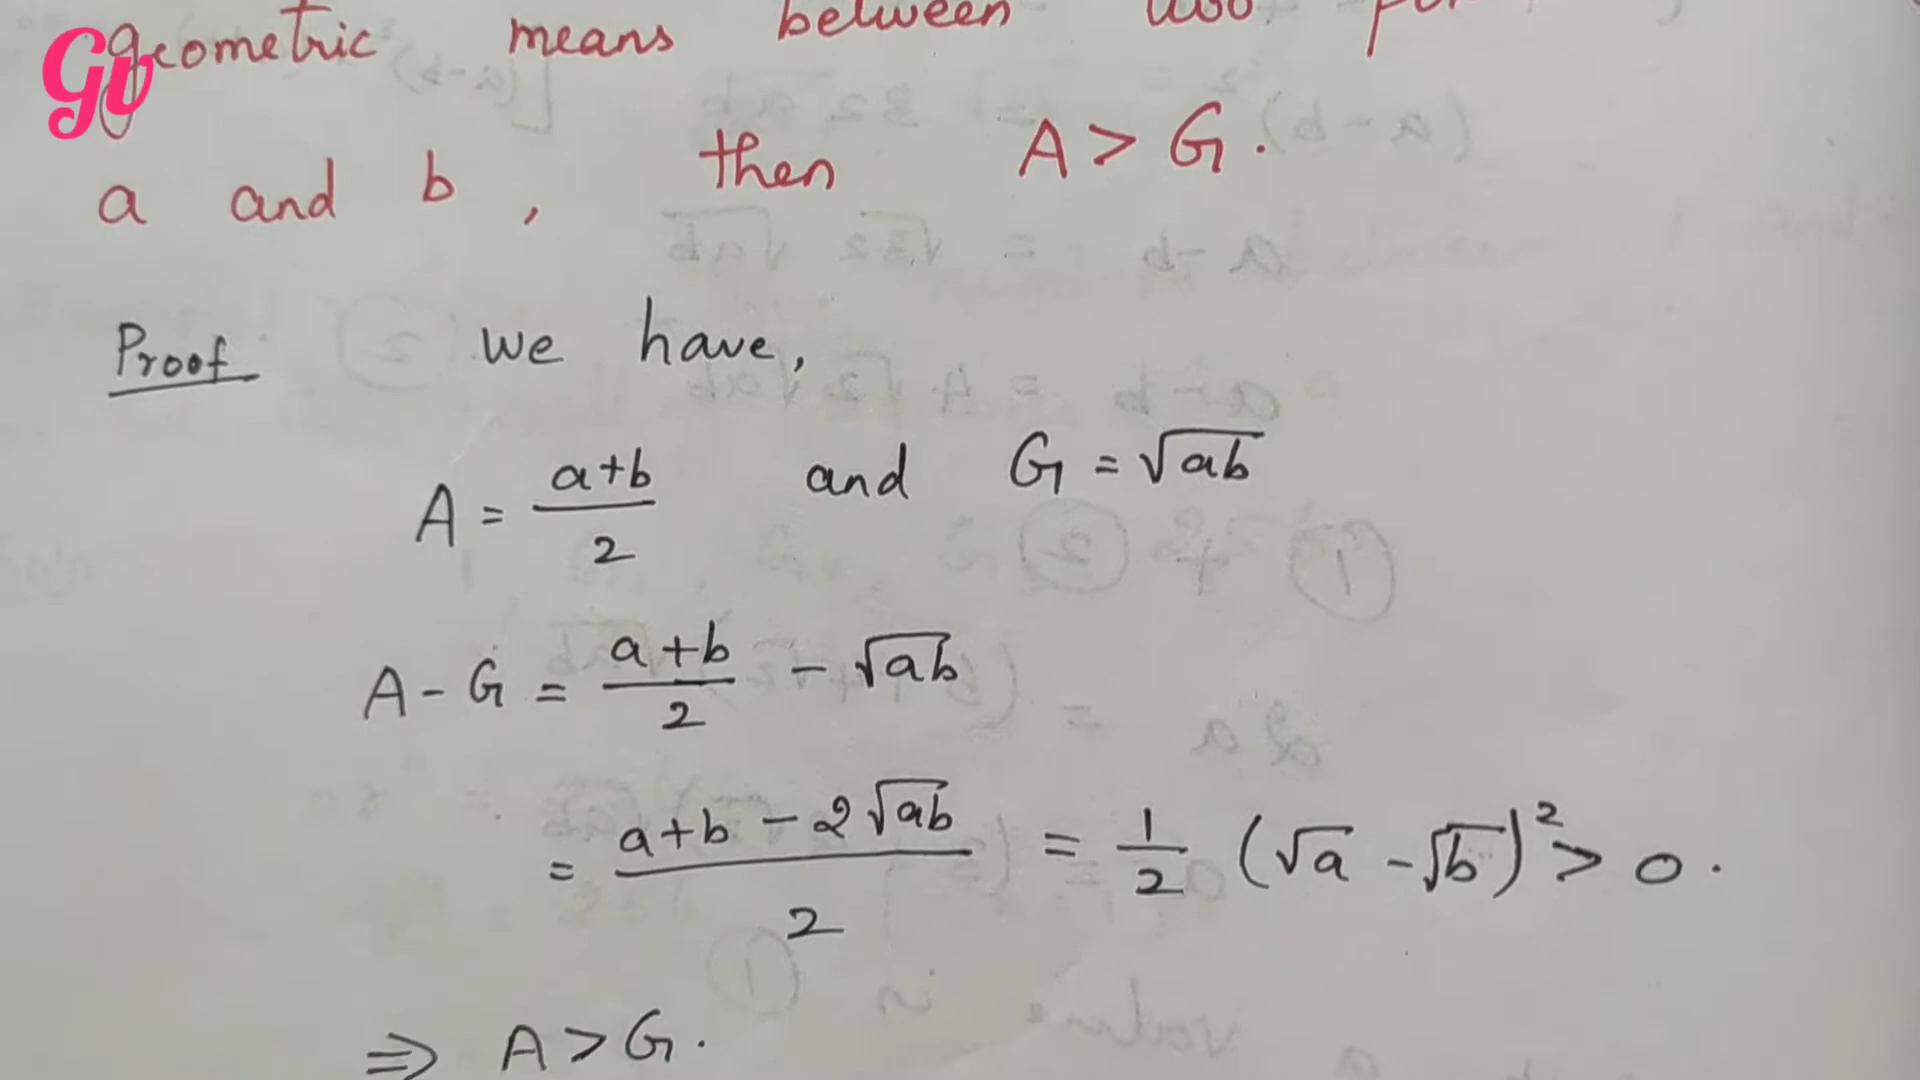 Gv
geometric means between two
a and b, then A > G.
Proof we have,
A = a+b/2 and G = √ab
A - G = a+b/2 - √ab
= a+b - 2√ab/2 = 1/2 (√a - √b)² > 0.
⇒ A > G.